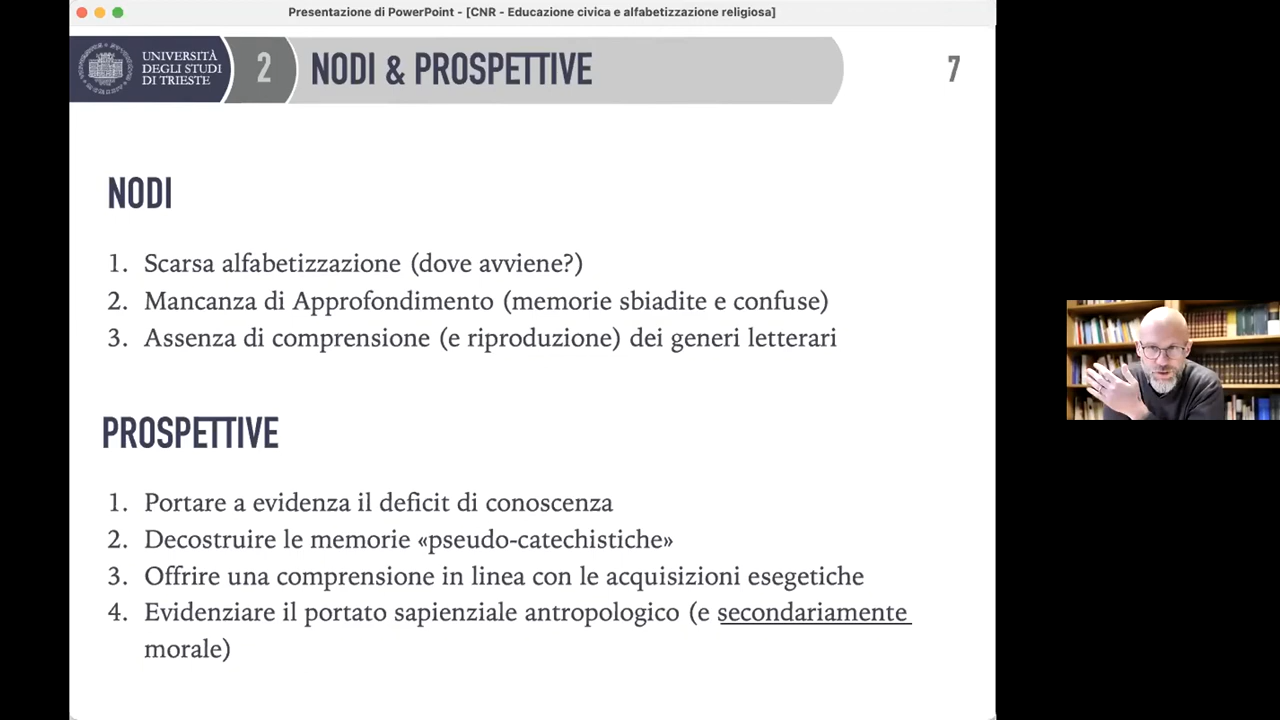 Presentazione di PowerPoint - [CNR - Educazione civica e alfabetizzazione religiosa]
UNIVERSITÀ
DEGLI STUDI
DI TRIESTE
2
NODI & PROSPETTIVE
7
NODI
1. Scarsa alfabetizzazione (dove avviene?)
2. Mancanza di Approfondimento (memorie sbiadite e confuse)
3. Assenza di comprensione (e riproduzione) dei generi letterari
PROSPETTIVE
1. Portare a evidenza il deficit di conoscenza
2. Decostruire le memorie «pseudo-catechistiche»
3. Offrire una comprensione in linea con le acquisizioni esegetiche
4. Evidenziare il portato sapienziale antropologico (e secondariamente
morale)